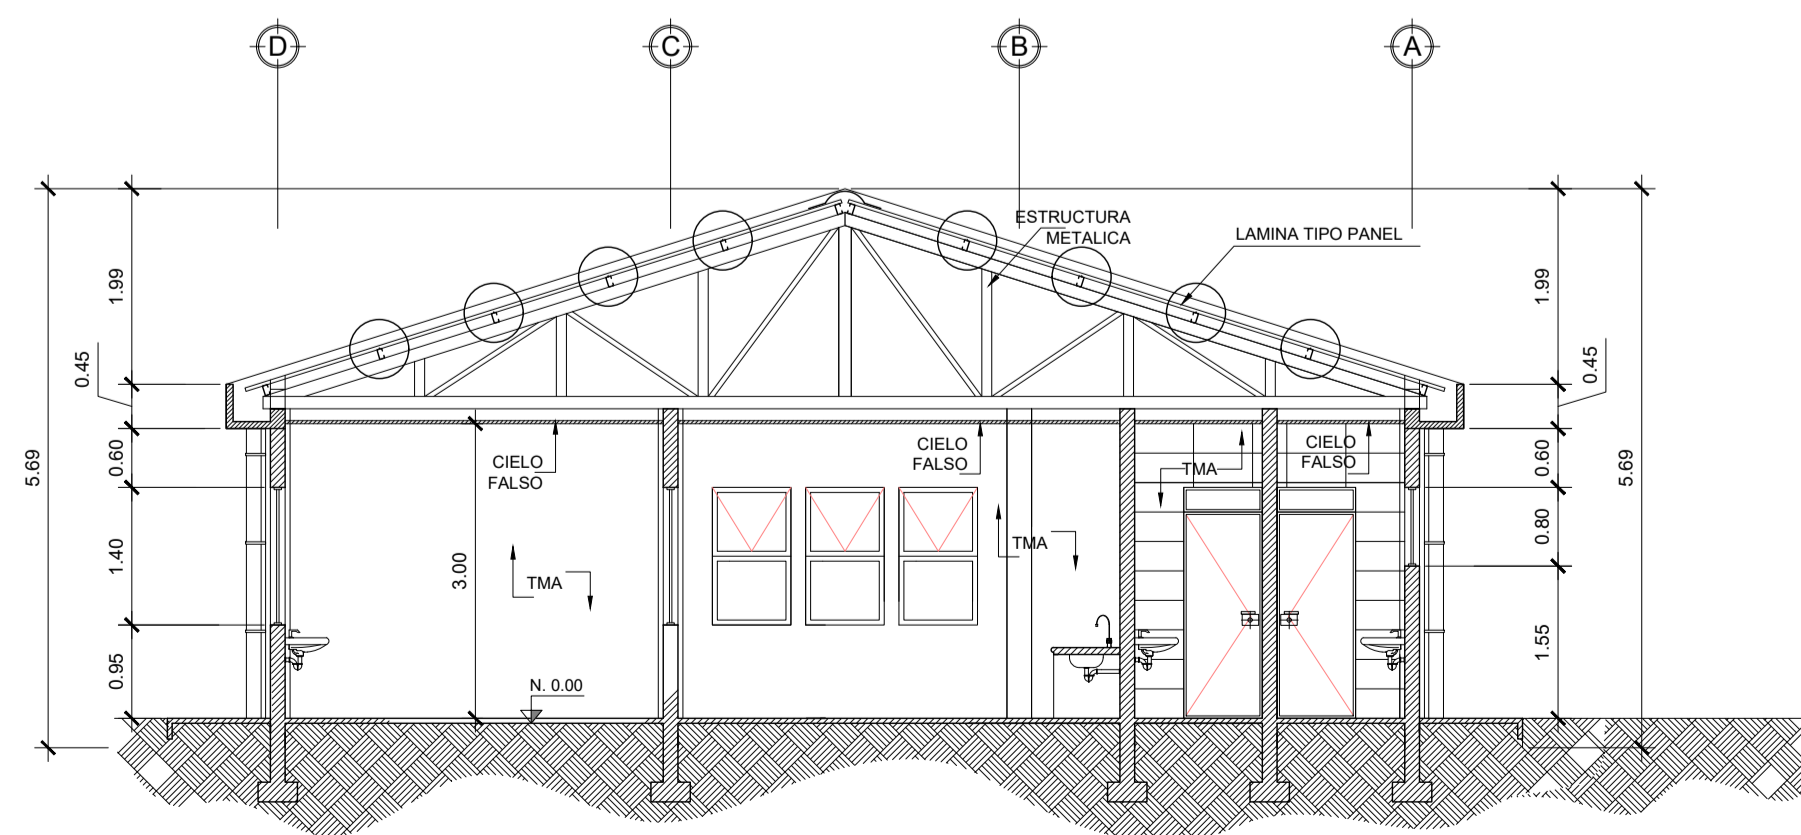 D
C
B
A
ESTRUCTURA
METALICA
LAMINA TIPO PANEL
1.99
1.99
0.45
0.45
CIELO
FALSO
CIELO
FALSO
CIELO
FALSO
TMA
0.60
0.60
5.69
5.69
0.80
1.40
3.00
TMA
TMA
0.95
1.55
N. 0.00